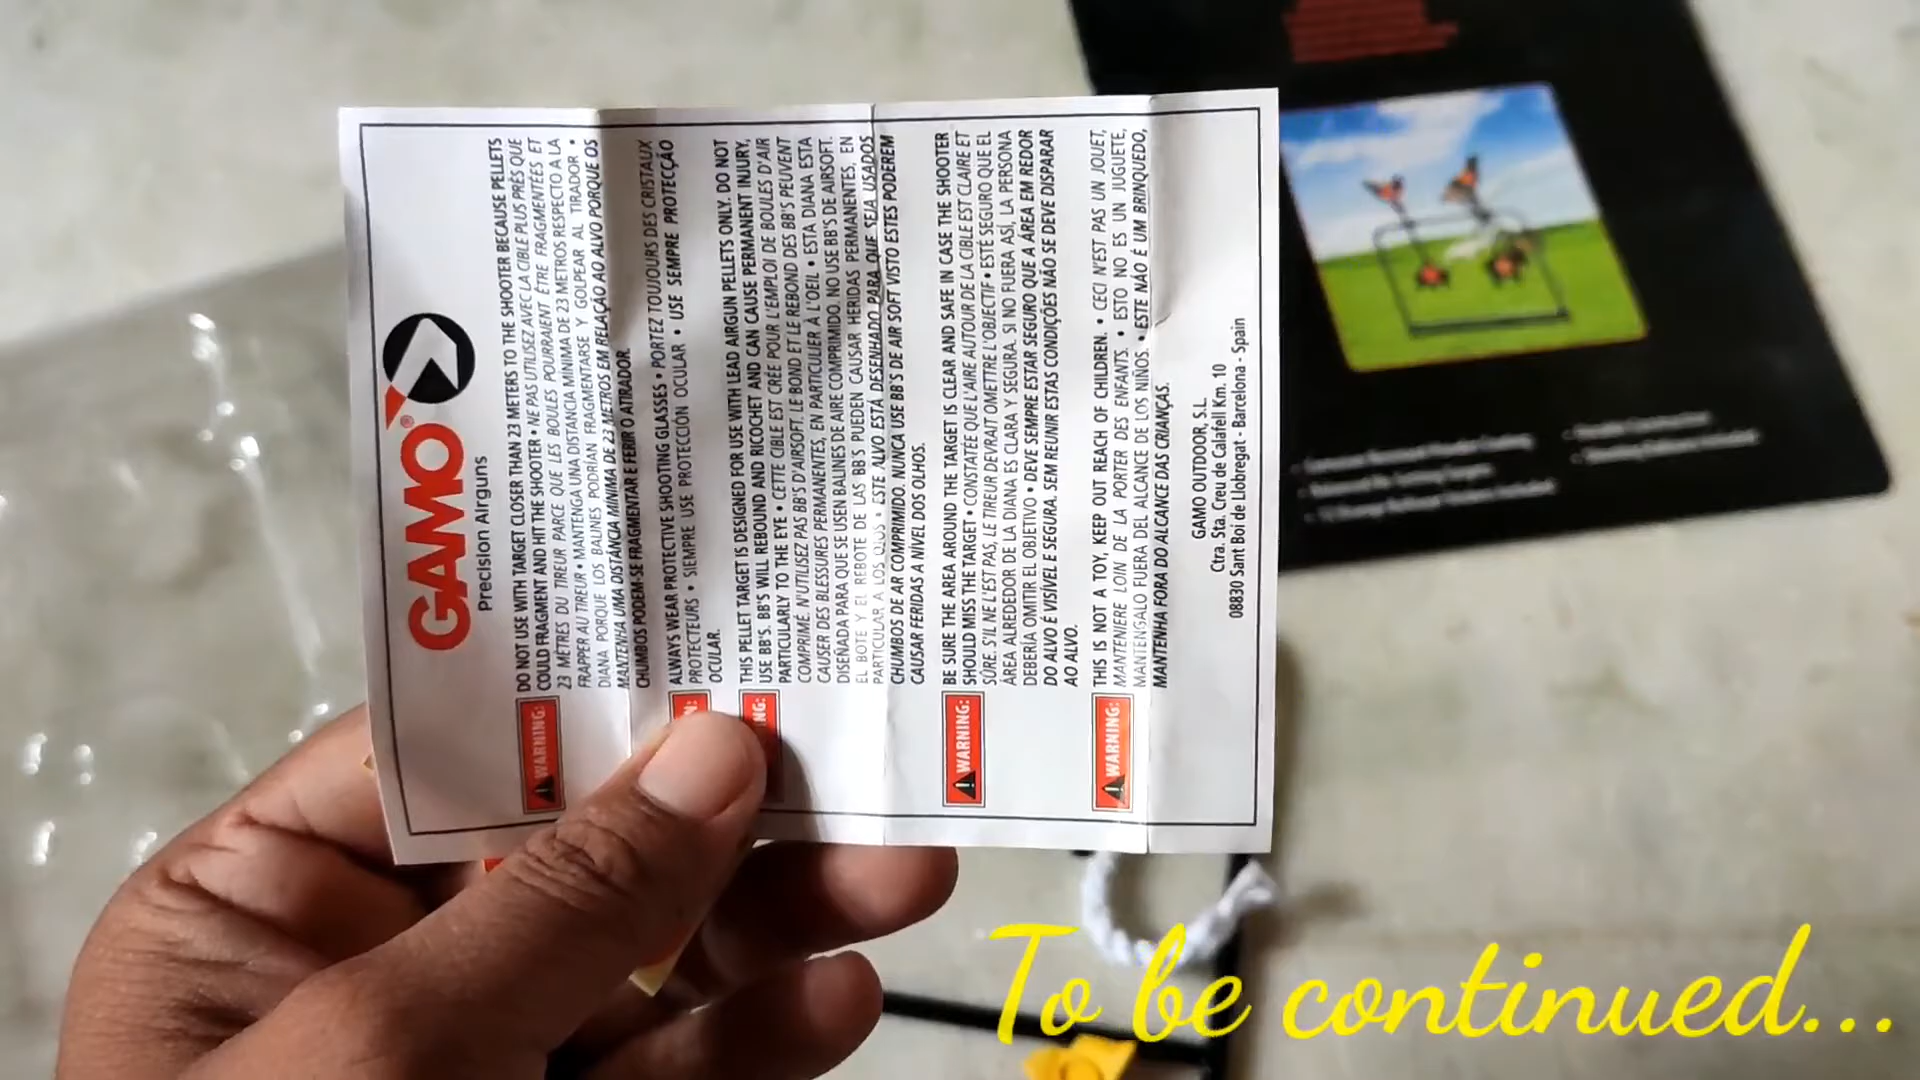 GAMO®
Precision Airguns
WARNING:
DO NOT USE WITH TARGET CLOSER THAN 23 METERS TO THE SHOOTER BECAUSE PELLETS
COULD FRAGMENT AND HIT THE SHOOTER • NE PAS UTILISEZ AVEC LA CIBLE PLUS PRÈS QUE
23 MÈTRES DU TIREUR PARCE QUE LES BOULES POURRAIENT ÊTRE FRAGMENTÉES ET
FRAPPER AU TIREUR • MANTENGA UNA DISTANCIA MINIMA DE 23 METROS RESPECTO A LA
DIANA PORQUE LOS BALINES PODRÍAN FRAGMENTARSE Y GOLPEAR AL TIRADOR •
MANTENHA UMA DISTÂNCIA MÍNIMA DE 23 METROS EM RELAÇÃO AO ALVO PORQUE OS
CHUMBOS PODEM-SE FRAGMENTAR E FERIR O ATIRADOR.
N:
ALWAYS WEAR PROTECTIVE SHOOTING GLASSES • PORTEZ TOUJOURS DES CRISTAUX
PROTECTEURS • SIEMPRE USE PROTECCIÓN OCULAR • USE SEMPRE PROTECÇÃO
OCULAR.
NG:
THIS PELLET TARGET IS DESIGNED FOR USE WITH LEAD AIRGUN PELLETS ONLY. DO NOT
USE BB'S. BB'S WILL REBOUND AND RICOCHET AND CAN CAUSE PERMANENT INJURY,
PARTICULARLY TO THE EYE • CETTE CIBLE EST CRÉE POUR L'EMPLOI DE BOULES D'AIR
COMPRIMÉ. N'UTILISEZ PAS BB'S D'AIRSOFT. LE BOND ET LE REBOND DES BB'S PEUVENT
CAUSER DES BLESSURES PERMANENTES, EN PARTICULIER À L'OEIL • ESTA DIANA ESTA
DISEÑADA PARA QUE SE USEN BALINES DE AIRE COMPRIMIDO. NO USE BB'S DE AIRSOFT.
EL BOTE Y EL REBOTE DE LAS BB'S PUEDEN CAUSAR HERIDAS PERMANENTES, EN
PARTICULAR A LOS OJOS • ESTE ALVO ESTÁ DESENHADO PARA QUE SEJA USADOS
CHUMBOS DE AR COMPRIMIDO. NUNCA USE BB'S DE AIR SOFT VISTO ESTES PODEREM
CAUSAR FERIDAS A NÍVEL DOS OLHOS.
WARNING:
BE SURE THE AREA AROUND THE TARGET IS CLEAR AND SAFE IN CASE THE SHOOTER
SHOULD MISS THE TARGET • CONSTATÉE QUE L'AIRE AUTOUR DE LA CIBLE EST CLAIRE ET
SÛRE. S'IL NE L'EST PAS, LE TIREUR DEVRAIT OMETTRE L'OBJECTIF • ESTÉ SEGURO QUE EL
ÁREA ALREDEDOR DE LA DIANA ES CLARA Y SEGURA. SI NO FUERA ASÍ, LA PERSONA
DEBERÍA OMITIR EL OBJETIVO • DEVE SEMPRE ESTAR SEGURO QUE A ÁREA EM REDOR
DO ALVO É VISÍVEL E SEGURA. SEM REUNIR ESTAS CONDIÇÕES NÃO SE DEVE DISPARAR
AO ALVO.
WARNING:
THIS IS NOT A TOY, KEEP OUT REACH OF CHILDREN. • CECI N'EST PAS UN JOUET,
MANTENIERE LOIN DE LA PORTER DES ENFANTS. • ESTO NO ES UN JUGUETE,
MANTENGALO FUERA DEL ALCANCE DE LOS NIÑOS. • ESTE NÃO É UM BRINQUEDO,
MANTENHA FORA DO ALCANCE DAS CRIANÇAS.
GAMO OUTDOOR, S.L.
Ctra. Sta. Creu de Calafell Km. 10
08830 Sant Boi de Llobregat - Barcelona - Spain
To be continued...